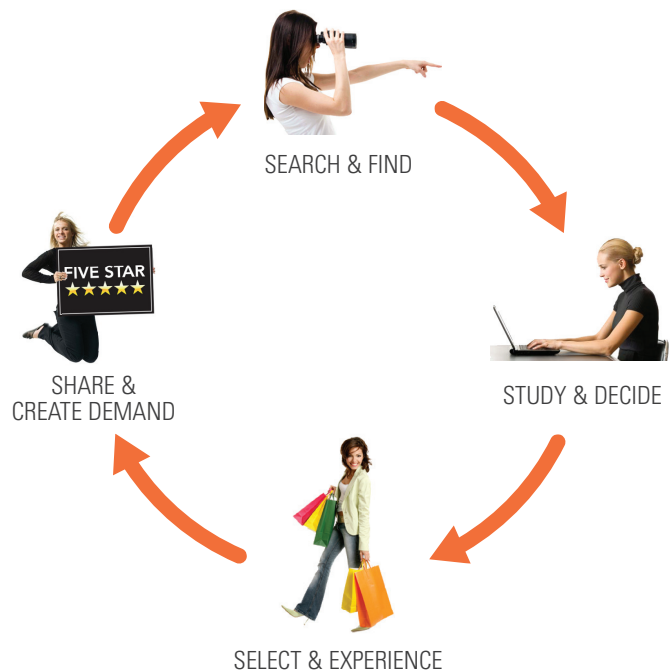 SEARCH & FIND
FIVE STAR
SHARE &
CREATE DEMAND
STUDY & DECIDE
SELECT & EXPERIENCE